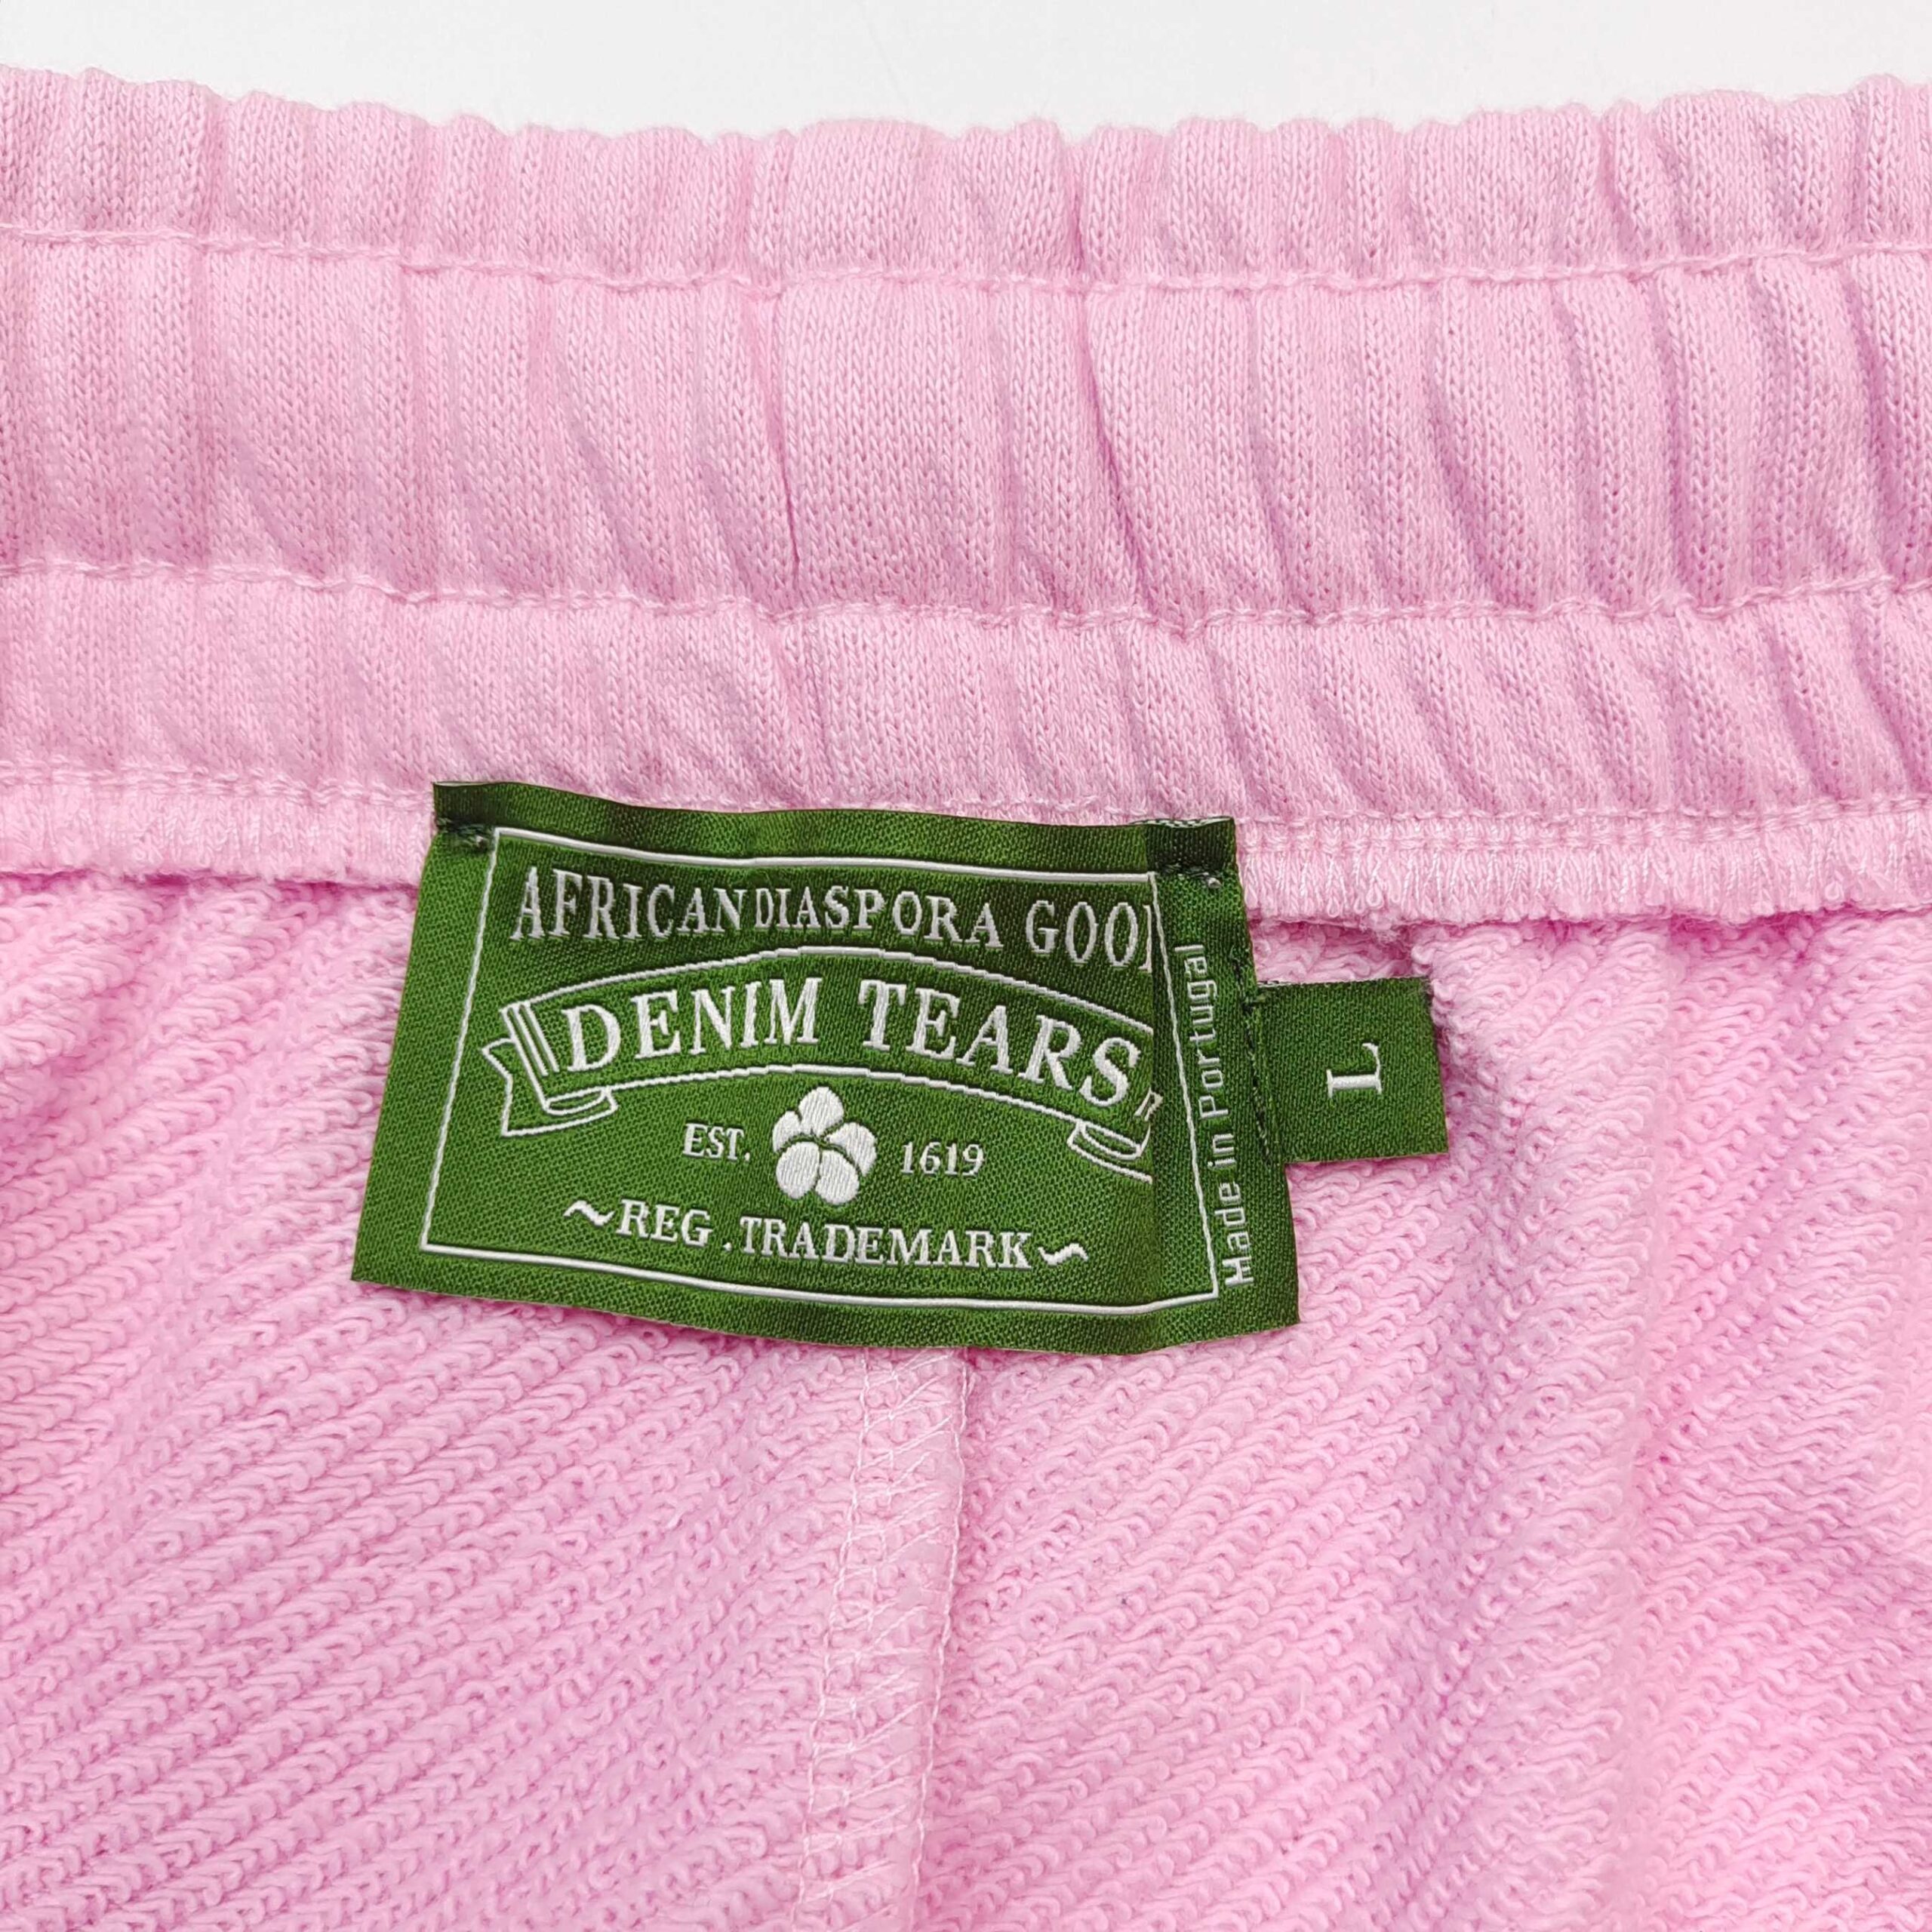 AFRICAN DIASPORA GOO
DENIM TEARS
EST. 1619
~REG. TRADEMARK~
Made in Portugal
L